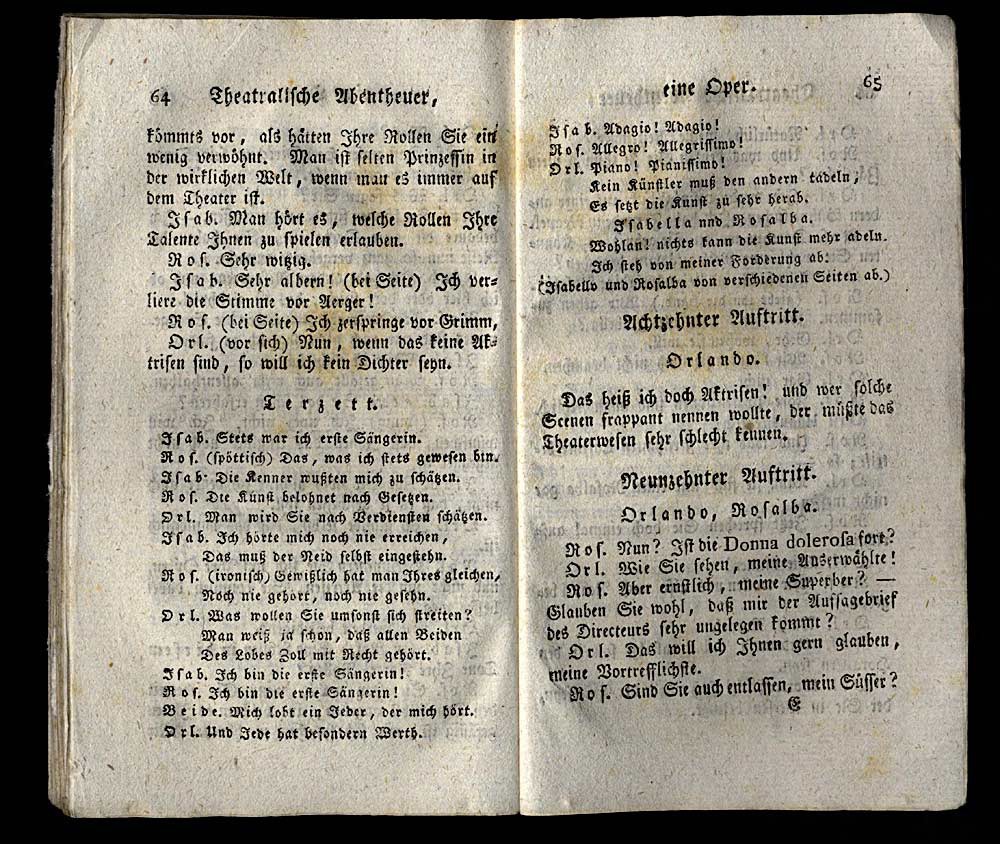 64 Theatralische Abentheuer,
kömmts vor, als hätten Ihre Rollen Sie ein
wenig verwöhnt. Man ist selten Prinzessin in
der wirklichen Welt, wenn man es immer auf
dem Theater ist.
Isab. Man hört es, welche Rollen Ihre
Talente Ihnen zu spielen erlauben.
Ros. Sehr witzig.
Isab. Sehr albern! (bei Seite) Ich ver=
liere die Stimme vor Aerger!
Ros. (bei Seite) Ich zerspringe vor Grimm,
Orl. (vor sich) Nun, wenn das keine Ak=
trisen sind, so will ich kein Dichter seyn.
Terzett.
Isab. Stets war ich erste Sängerin.
Ros. (spöttisch) Das, was ich stets gewesen bin.
Isab. Die Kenner wußten mich zu schätzen.
Ros. Die Kunst belohnet nach Gesetzen.
Orl. Man wird Sie nach Verdiensten schätzen.
Isab. Ich hörte mich noch nie erreichen,
Das muß der Neid selbst eingestehn.
Ros. (ironisch) Gewißlich hat man Ihres gleichen,
Noch nie gehört, noch nie gesehn.
Orl. Was wollen Sie umsonst sich streiten?
Man weiß ja schon, daß allen Beiden
Des Lobes Zoll mit Recht gehört.
Isab. Ich bin die erste Sängerin!
Ros. Ich bin die erste Sängerin!
Beide. Mich lobt ein Jeder, der mich hört.
Orl. Und Jede hat besondern Werth.
eine Oper. 65
Isab. Adagio! Adagio!
Ros. Allegro! Allegrissimo!
Orl. Piano! Pianissimo!
Kein Künstler muß den andern tadeln,
Es setzt die Kunst zu sehr herab.
Isabella nnd Rosalba.
Wohlan! nichts kann die Kunst mehr adeln.
Ich steh von meiner Forderung ab.
(Isabello und Rosalba von verschiedenen Seiten ab.)
Achtzehnter Auftritt.
Orlando.
Das heiß ich doch Aktrisen! und wer solche
Scenen frappant nennen wollte, der müßte das
Theaterwesen sehr schlecht kennen.
Neunzehnter Auftritt.
Orlando, Rosalba.
Ros. Nun? Ist die Donna dolerosa fort?
Orl. Wie Sie sehen, meine Auserwählte!
Ros. Aber ernstlich, meine Superber? —
Glauben Sie wohl, daß mir der Aufsagebrief
des Directeurs sehr ungelegen kommt?
Orl. Das will ich Ihnen gern glauben,
meine Vortrefflichste.
Ros. Sind Sie auch entlassen, mein Süsser?
E